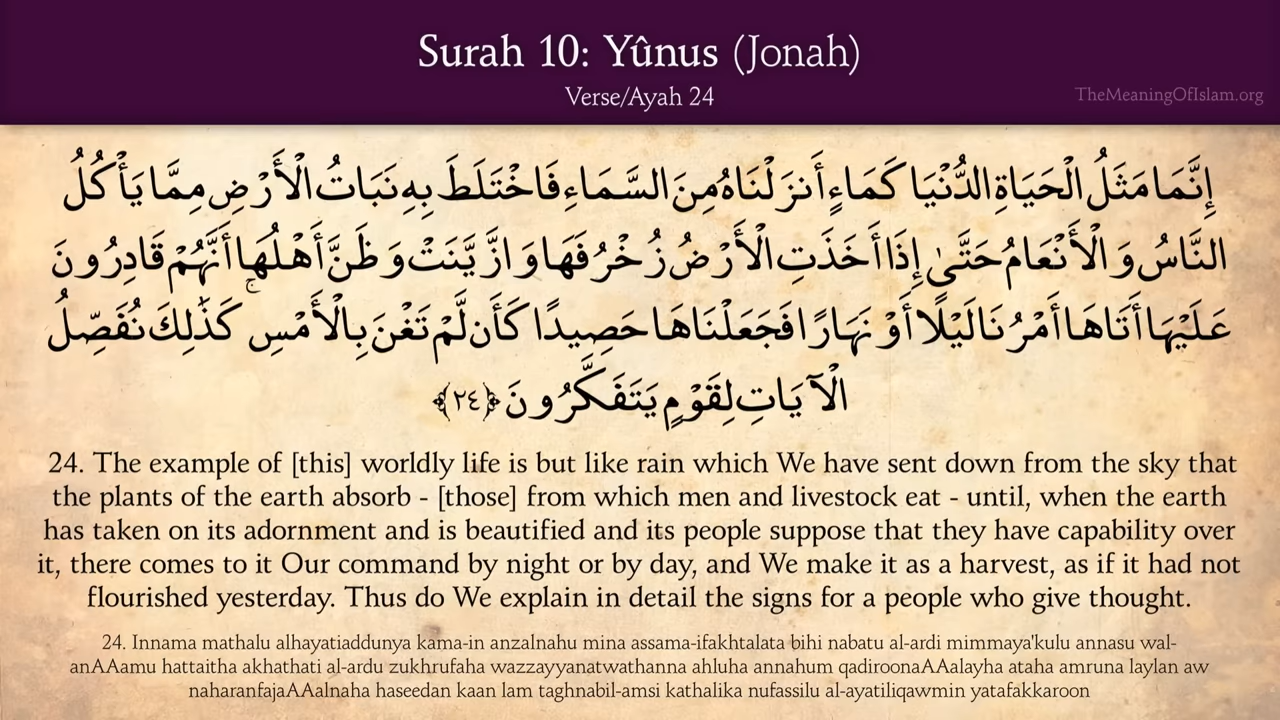 Surah 10: Yûnus (Jonah)
Verse/Ayah 24
TheMeaningOfIslam.org
إِنَّمَا مَثَلُ الْحَيَاةِ الدُّنْيَا كَمَاءٍ أَنزَلْنَاهُ مِنَ السَّمَاءِ فَاخْتَلَطَ بِهِ نَبَاتُ الْأَرْضِ مِمَّا يَأْكُلُ
النَّاسُ وَالْأَنْعَامُ حَتَّىٰ إِذَا أَخَذَتِ الْأَرْضُ زُخْرُفَهَا وَازَّيَّنَتْ وَظَنَّ أَهْلُهَا أَنَّهُمْ قَادِرُونَ
عَلَيْهَا أَتَاهَا أَمْرُنَا لَيْلًا أَوْ نَهَارًا فَجَعَلْنَاهَا حَصِيدًا كَأَن لَّمْ تَغْنَ بِالْأَمْسِ ۚ كَذَٰلِكَ نُفَصِّلُ
الْآيَاتِ لِقَوْمٍ يَتَفَكَّرُونَ ﴿٢٤﴾
24. The example of [this] worldly life is but like rain which We have sent down from the sky that
the plants of the earth absorb - [those] from which men and livestock eat - until, when the earth
has taken on its adornment and is beautified and its people suppose that they have capability over
it, there comes to it Our command by night or by day, and We make it as a harvest, as if it had not
flourished yesterday. Thus do We explain in detail the signs for a people who give thought.
24. Innama mathalu alhayatiaddunya kama-in anzalnahu mina assama-ifakhtalata bihi nabatu al-ardi mimmaya'kulu annasu wal-
anAAamu hattaitha akhathati al-ardu zukhrufaha wazzayyanatwathanna ahluha annahum qadiroonaAAalayha ataha amruna laylan aw
naharanfajaAAalnaha haseedan kaan lam taghnabil-amsi kathalika nufassilu al-ayatiliqawmin yatafakkaroon